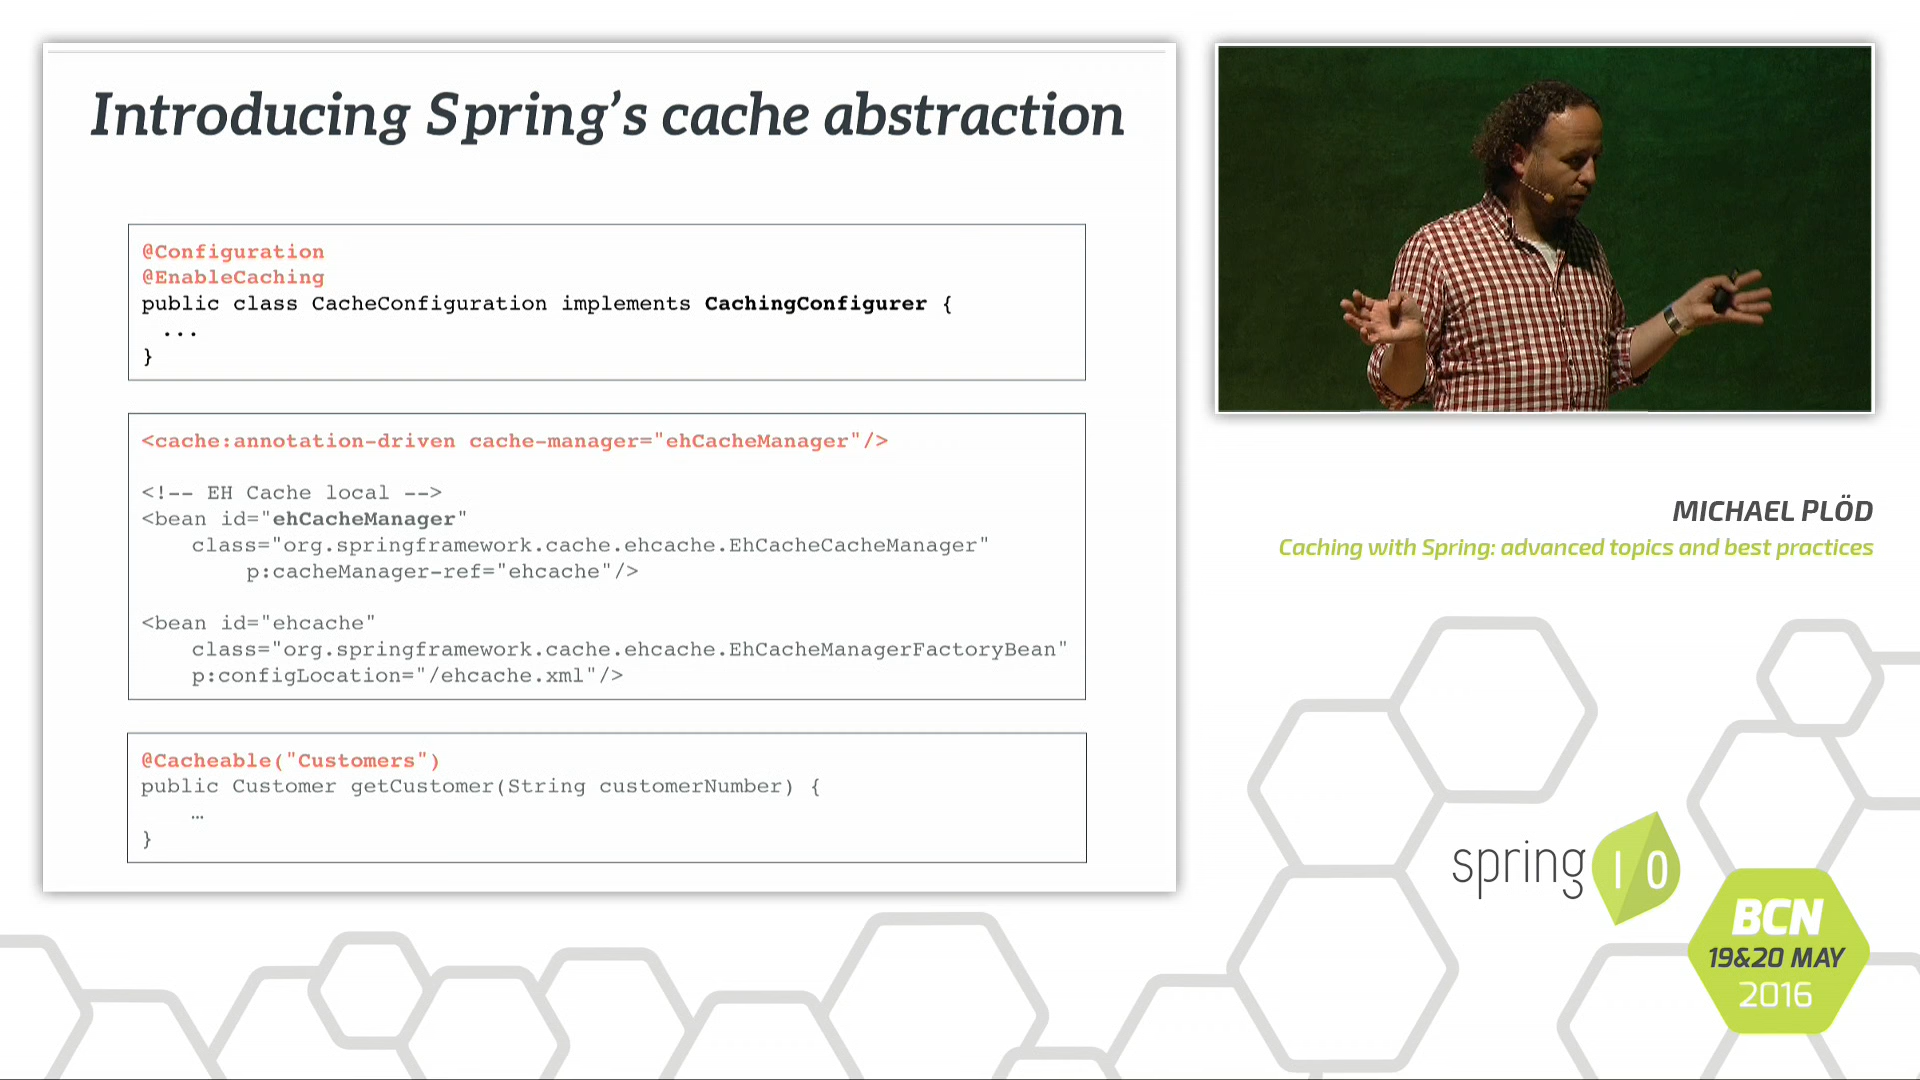 Introducing Spring’s cache abstraction
@Configuration
@EnableCaching
public class CacheConfiguration implements CachingConfigurer {
...
}
<cache:annotation-driven cache-manager="ehCacheManager"/>
<!-- EH Cache local -->
<bean id="ehCacheManager"
class="org.springframework.cache.ehcache.EhCacheCacheManager"
p:cacheManager-ref="ehcache"/>
<bean id="ehcache"
class="org.springframework.cache.ehcache.EhCacheManagerFactoryBean"
p:configLocation="/ehcache.xml"/>
@Cacheable("Customers")
public Customer getCustomer(String customerNumber) {
…
}
MICHAEL PLÖD
Caching with Spring: advanced topics and best practices
spring I O
BCN
19&20 MAY
2016